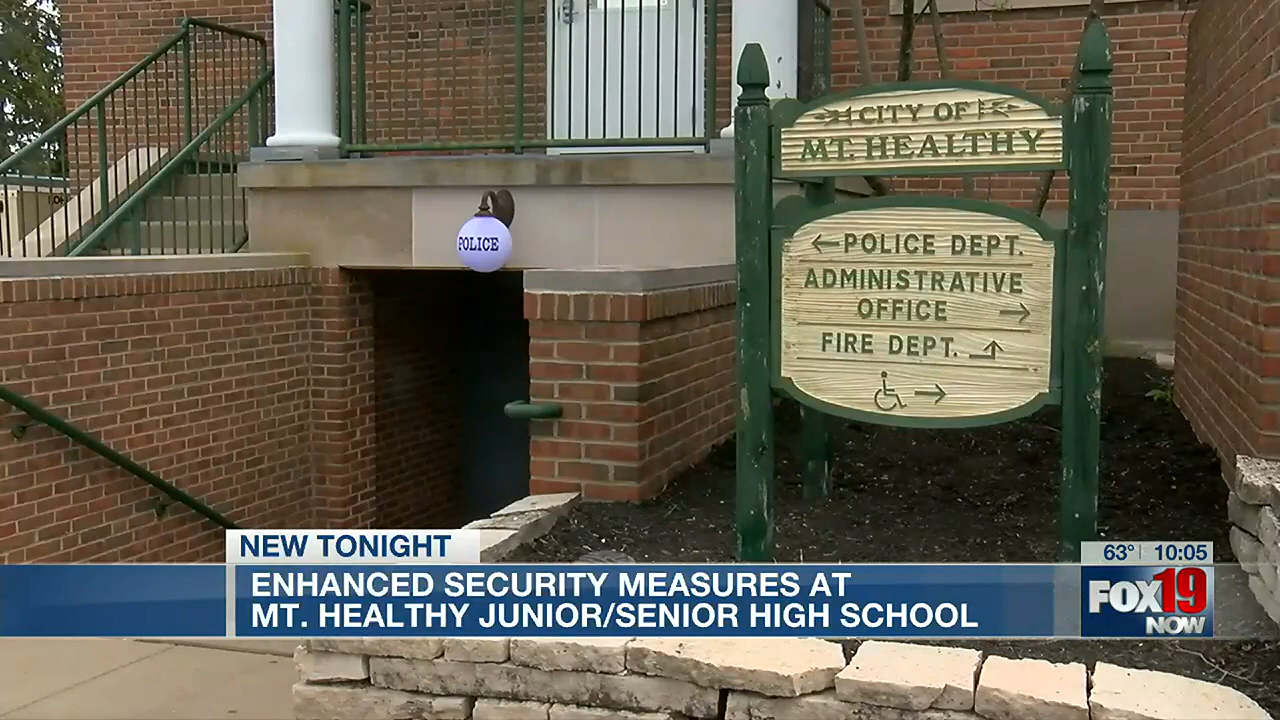 CITY OF
MT. HEALTHY
POLICE
←POLICE DEPT.
ADMINISTRATIVE
OFFICE →
FIRE DEPT.
→
NEW TONIGHT
ENHANCED SECURITY MEASURES AT
MT. HEALTHY JUNIOR/SENIOR HIGH SCHOOL
63° 10:05
FOX19
NOW